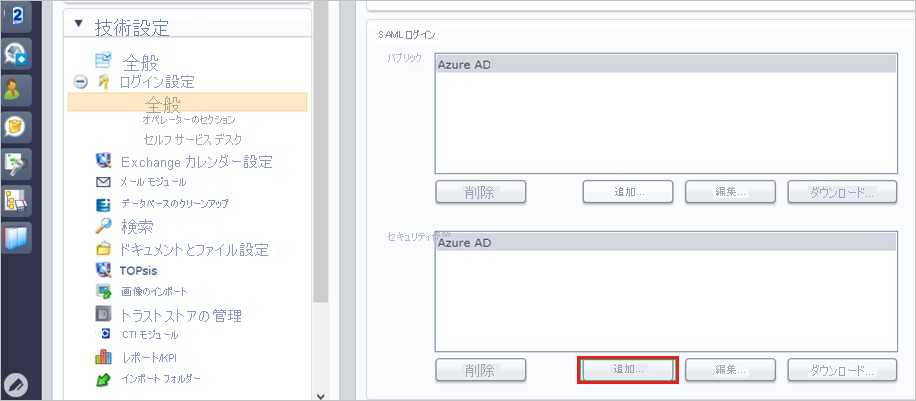 技術設定
全般
ログイン設定
全般
オペレーターのセクション
セルフ サービス デスク
Exchange カレンダー設定
メール モジュール
データベースのクリーンアップ
検索
ドキュメントとファイル設定
TOPsis
画像のインポート
トラストストアの管理
CTI モジュール
レポート/KPI
インポート フォルダー
SAML ログイン
パブリック
Azure AD
削除 追加... 編集... ダウンロード...
セキュリティ
Azure AD
削除 追加... 編集... ダウンロード...